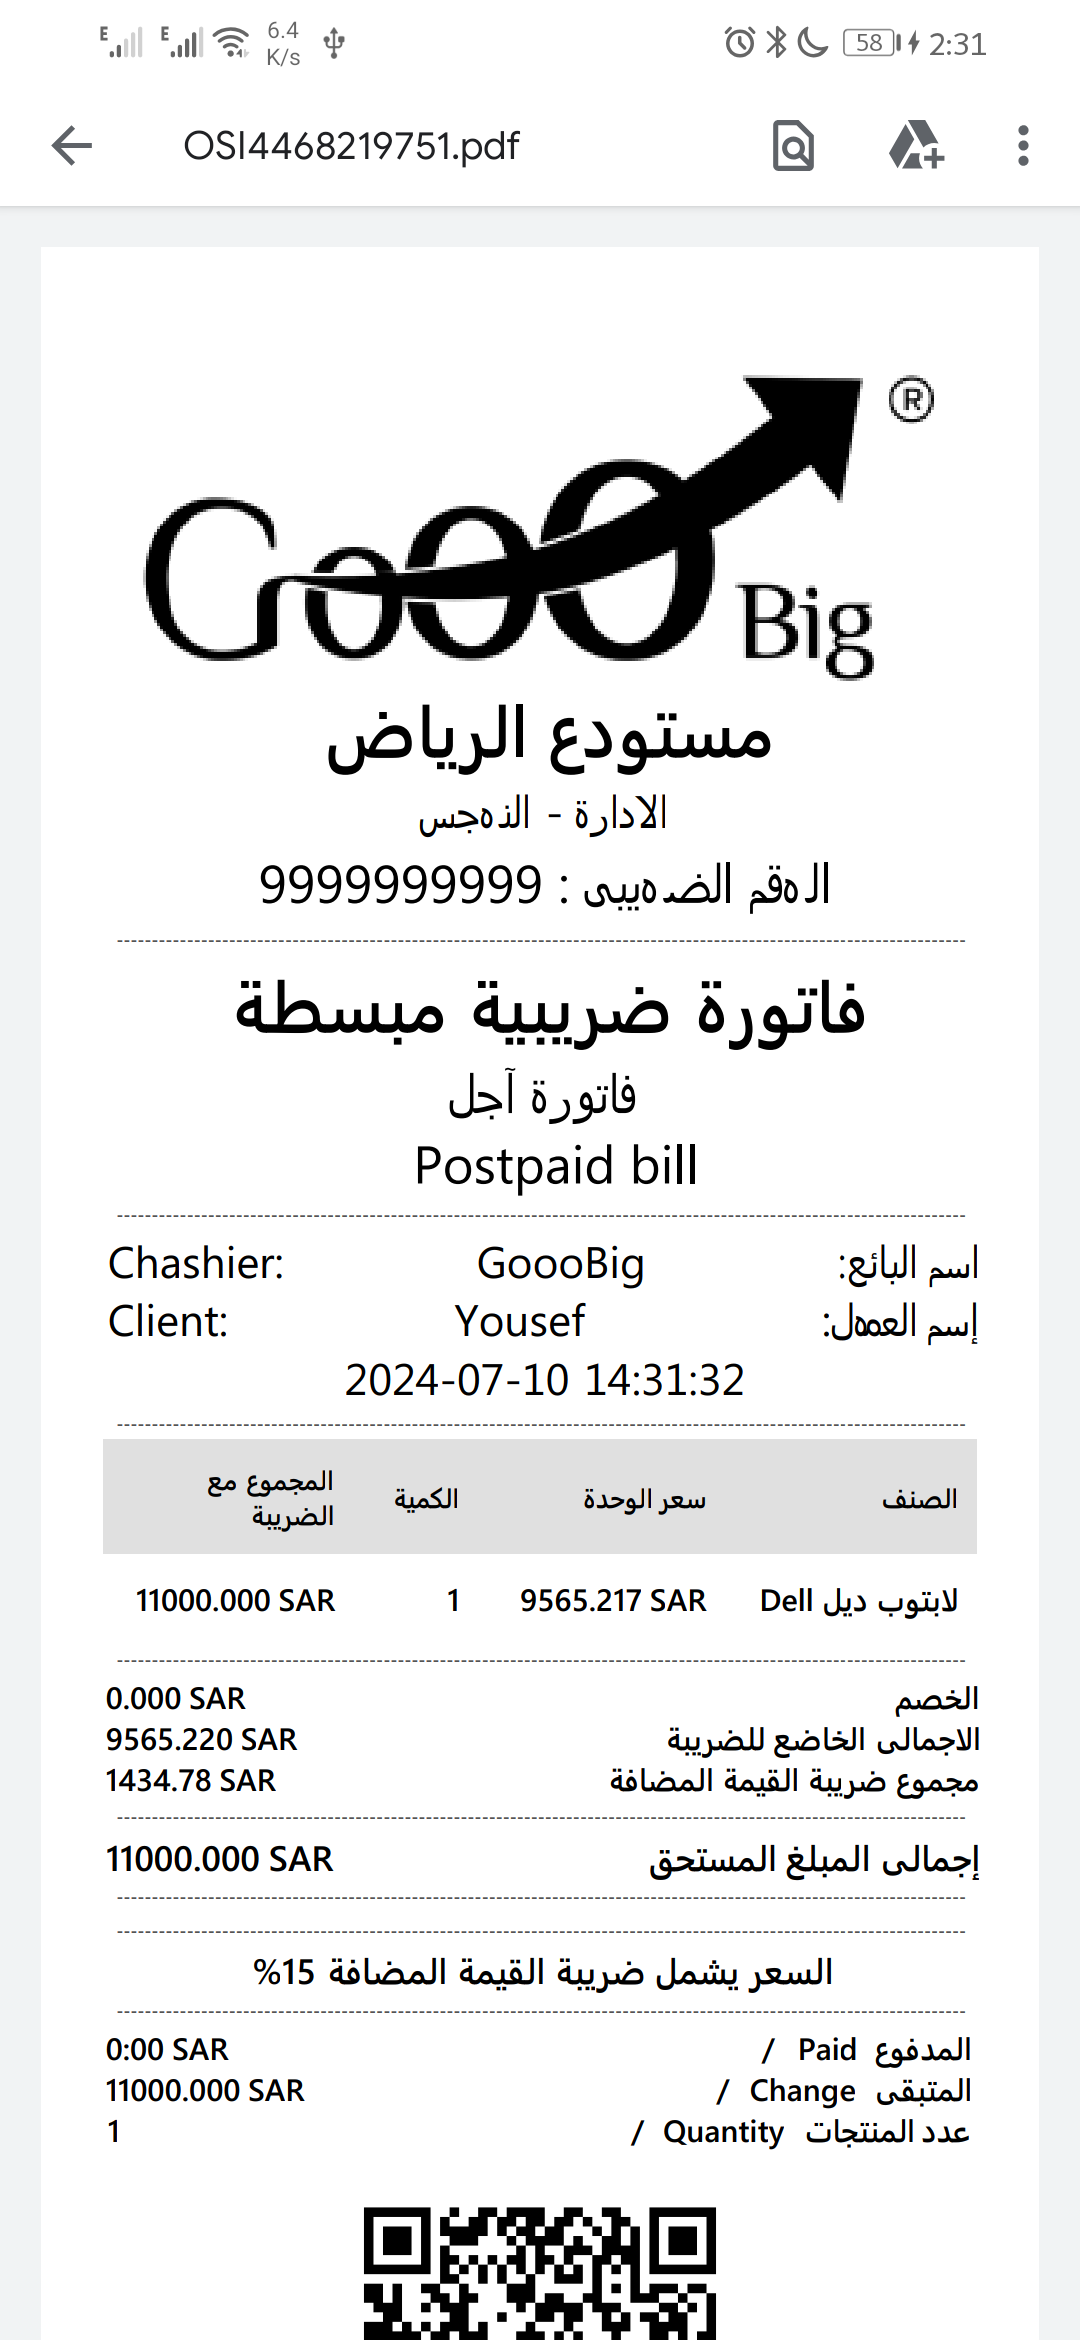 E E 6.4 K/s 58 2:31
OSI4468219751.pdf
GoooBig ®
مستودع الرياض
الادارة -
: 9999999999
فاتورة ضريبية مبسطة
فاتورة آجل
Postpaid bill
Chashier: GoooBig اسم البائع:
Client: Yousef إسم
2024-07-10 14:31:32
الصنف سعر الوحدة الكمية المجموع مع الضريبة
لابتوب ديل Dell 9565.217 SAR 1 11000.000 SAR
الخصم 0.000 SAR
الاجمالى الخاضع للضريبة 9565.220 SAR
مجموع ضريبة القيمة المضافة 1434.78 SAR
إجمالى المبلغ المستحق 11000.000 SAR
السعر يشمل ضريبة القيمة المضافة 15%
المدفوع Paid / 0:00 SAR
المتبقى Change / 11000.000 SAR
عدد المنتجات Quantity / 1